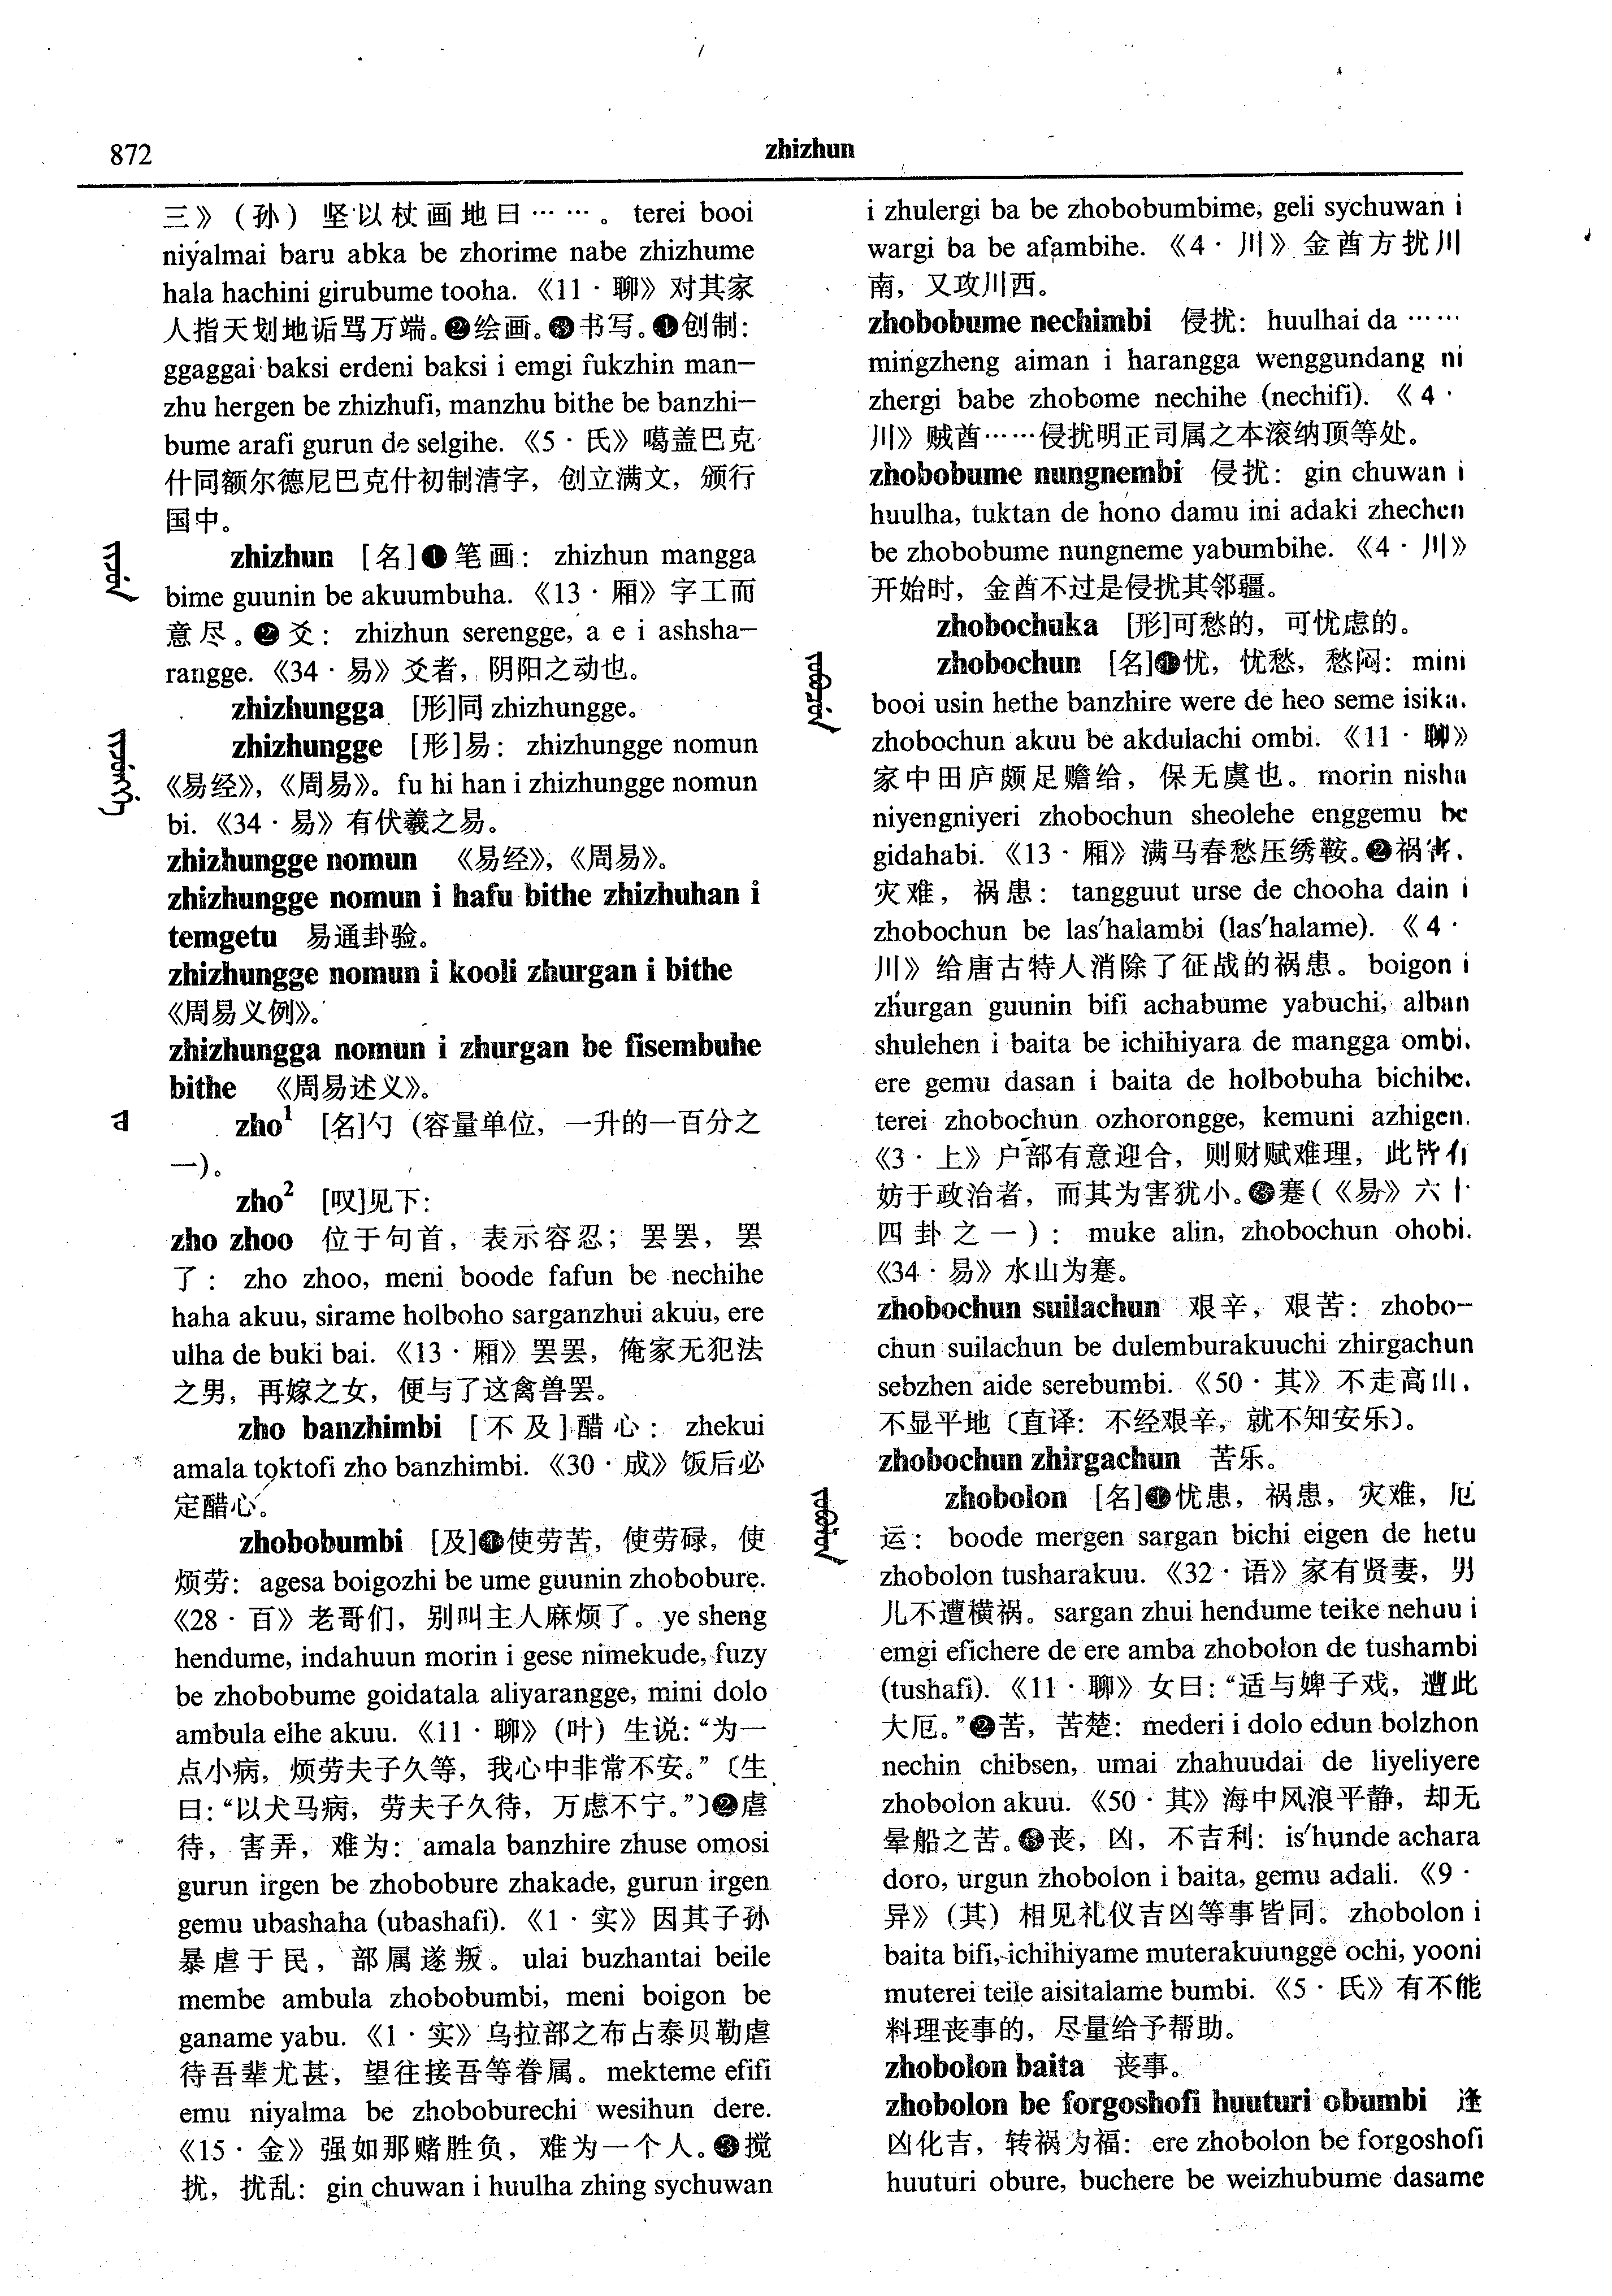 872
zhizhun
三》（孙）坚以杖画地曰……。terei booi
niyalmai baru abka be zhorime nabe zhizhume
hala hachini girubume tooha.《11·聊》对其家
人指天划地诟骂万端。❷绘画。❸书写。❹创制：
ggaggai baksi erdeni baksi i emgi fukzhin man–
zhu hergen be zhizhufi, manzhu bithe be banzhi–
bume arafi gurun de selgihe.《5·氏》噶盖巴克
什同额尔德尼巴克什初制清字，创立满文，颁行
国中。
zhizhun [名]❶笔画：zhizhun mangga
bime guunin be akuumbuha.《13·厢》字工而
意尽。❷爻：zhizhun serengge, a e i ashsha–
rangge.《34·易》爻者，阴阳之动也。
zhizhungga [形]同 zhizhungge。
zhizhungge [形]易：zhizhungge nomun
《易经》，《周易》。fu hi han i zhizhungge nomun
bi.《34·易》有伏羲之易。
zhizhungge nomun 《易经》，《周易》。
zhizhungge nomun i hafu bithe zhizhuhan i
temgetu 易通卦验。
zhizhungge nomun i kooli zhurgan i bithe
《周易义例》。
zhizhungga nomun i zhurgan be fisembuhe
bithe 《周易述义》。
zho¹ [名]勺（容量单位，一升的一百分之
一）。
zho² [叹]见下：
zho zhoo 位于句首，表示容忍；罢罢，罢
了：zho zhoo, meni boode fafun be nechihe
haha akuu, sirame holboho sarganzhui akuu, ere
ulha de buki bai.《13·厢》罢罢，俺家无犯法
之男，再嫁之女，便与了这禽兽罢。
zho banzhimbi [不及]醋心：zhekui
amala toktofi zho banzhimbi.《30·成》饭后必
定醋心。
zhobobumbi [及]❶使劳苦，使劳碌，使
烦劳：agesa boigozhi be ume guunin zhobobure.
《28·百》老哥们，别叫主人麻烦了。ye sheng
hendume, indahuun morin i gese nimekude, fuzy
be zhobobume goidatala aliyarangge, mini dolo
ambula elhe akuu.《11·聊》（叶）生说：“为一
点小病，烦劳夫子久等，我心中非常不安。”〔生
曰：“以犬马病，劳夫子久待，万虑不宁。”〕❷虐
待，害弄，难为：amala banzhire zhuse omosi
gurun irgen be zhobobure zhakade, gurun irgen
gemu ubashaha (ubashafi).《1·实》因其子孙
暴虐于民，部属遂叛。ulai buzhantai beile
membe ambula zhobobumbi, meni boigon be
ganame yabu.《1·实》乌拉部之布占泰贝勒虐
待吾辈尤甚，望往接吾等眷属。mekteme efifi
emu niyalma be zhoboburechi wesihun dere.
《15·金》强如那赌胜负，难为一个人。❸搅
扰，扰乱：gin chuwan i huulha zhing sychuwan
i zhulergi ba be zhobobumbime, geli sychuwan i
wargi ba be afambihe.《4·川》金酋方扰川
南，又攻川西。
zhobobume nechimbi 侵扰：huulhai da ……
mingzheng aiman i harangga wenggundang ni
zhergi babe zhobome nechihe (nechifi).《4·
川》贼酋……侵扰明正司属之本滚纳顶等处。
zhobobume nungnembi 侵扰：gin chuwan i
huulha, tuktan de hono damu ini adaki zhechen
be zhobobume nungneme yabumbihe.《4·川》
开始时，金酋不过是侵扰其邻疆。
zhobochuka [形]可愁的，可忧虑的。
zhobochun [名]❶忧，忧愁，愁闷：mini
booi usin hethe banzhire were de heo seme isika.
zhobochun akuu be akdulachi ombi.《11·聊》
家中田庐颇足赡给，保无虞也。morin nisha
niyengniyeri zhobochun sheolehe enggemu be
gidahabi.《13·厢》满马春愁压绣鞍。❷祸害，
灾难，祸患：tangguut urse de chooha dain i
zhobochun be las′halambi (las′halame).《4·
川》给唐古特人消除了征战的祸患。boigon i
zhurgan guunin bifi achabume yabuchi, alban
shulehen i baita be ichihiyara de mangga ombi.
ere gemu dasan i baita de holbobuha bichibe.
terei zhobochun ozhorongge, kemuni azhigen.
《3·上》户部有意迎合，则财赋难理，此皆有
妨于政治者，而其为害犹小。❸蹇（《易》六十
四卦之一）：muke alin, zhobochun ohobi.
《34·易》水山为蹇。
zhobochun suilachun 艰辛，艰苦：zhobo–
chun suilachun be dulemburakuuchi zhirgachun
sebzhen aide serebumbi.《50·其》不走高山，
不显平地〔直译：不经艰辛，就不知安乐〕。
zhobochun zhirgachun 苦乐。
zhobolon [名]❶忧患，祸患，灾难，厄
运：boode mergen sargan bichi eigen de hetu
zhobolon tusharakuu.《32·语》家有贤妻，男
儿不遭横祸。sargan zhui hendume teike nehuu i
emgi efichere de ere amba zhobolon de tushambi
(tushafi).《11·聊》女曰：“适与婢子戏，遭此
大厄。”❷苦，苦楚：mederi i dolo edun bolzhon
nechin chibsen, umai zhahuudai de liyeliyere
zhobolon akuu.《50·其》海中风浪平静，却无
晕船之苦。❸丧，凶，不吉利：is′hunde achara
doro, urgun zhobolon i baita, gemu adali.《9·
异》（其）相见礼仪吉凶等事皆同。zhobolon i
baita bifi, ichihiyame muterakuungge ochi, yooni
muterei teile aisitalame bumbi.《5·氏》有不能
料理丧事的，尽量给予帮助。
zhobolon baita 丧事。
zhobolon be forgoshofi huuturi obumbi 逢
凶化吉，转祸为福：ere zhobolon be forgoshofi
huuturi obure, buchere be weizhubume dasame